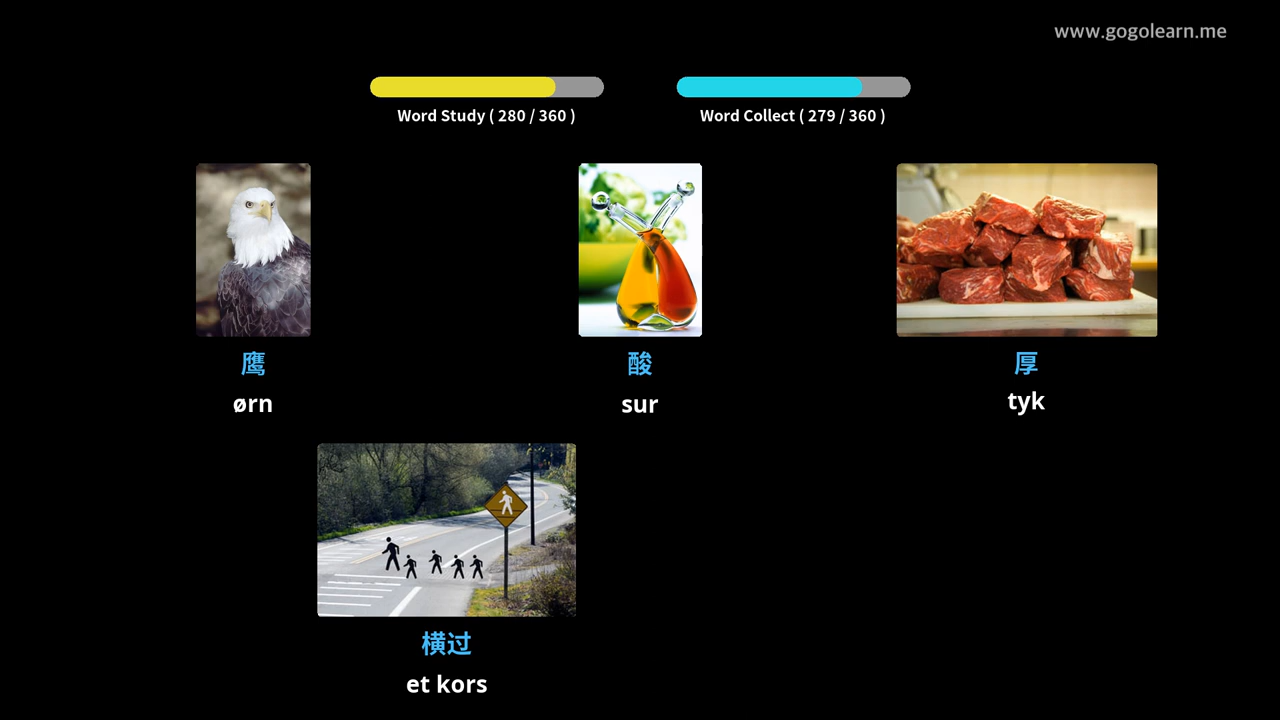 www.gogolearn.me
Word Study ( 280 / 360 )
Word Collect ( 279 / 360 )
鹰
ørn
酸
sur
厚
tyk
横过
et kors